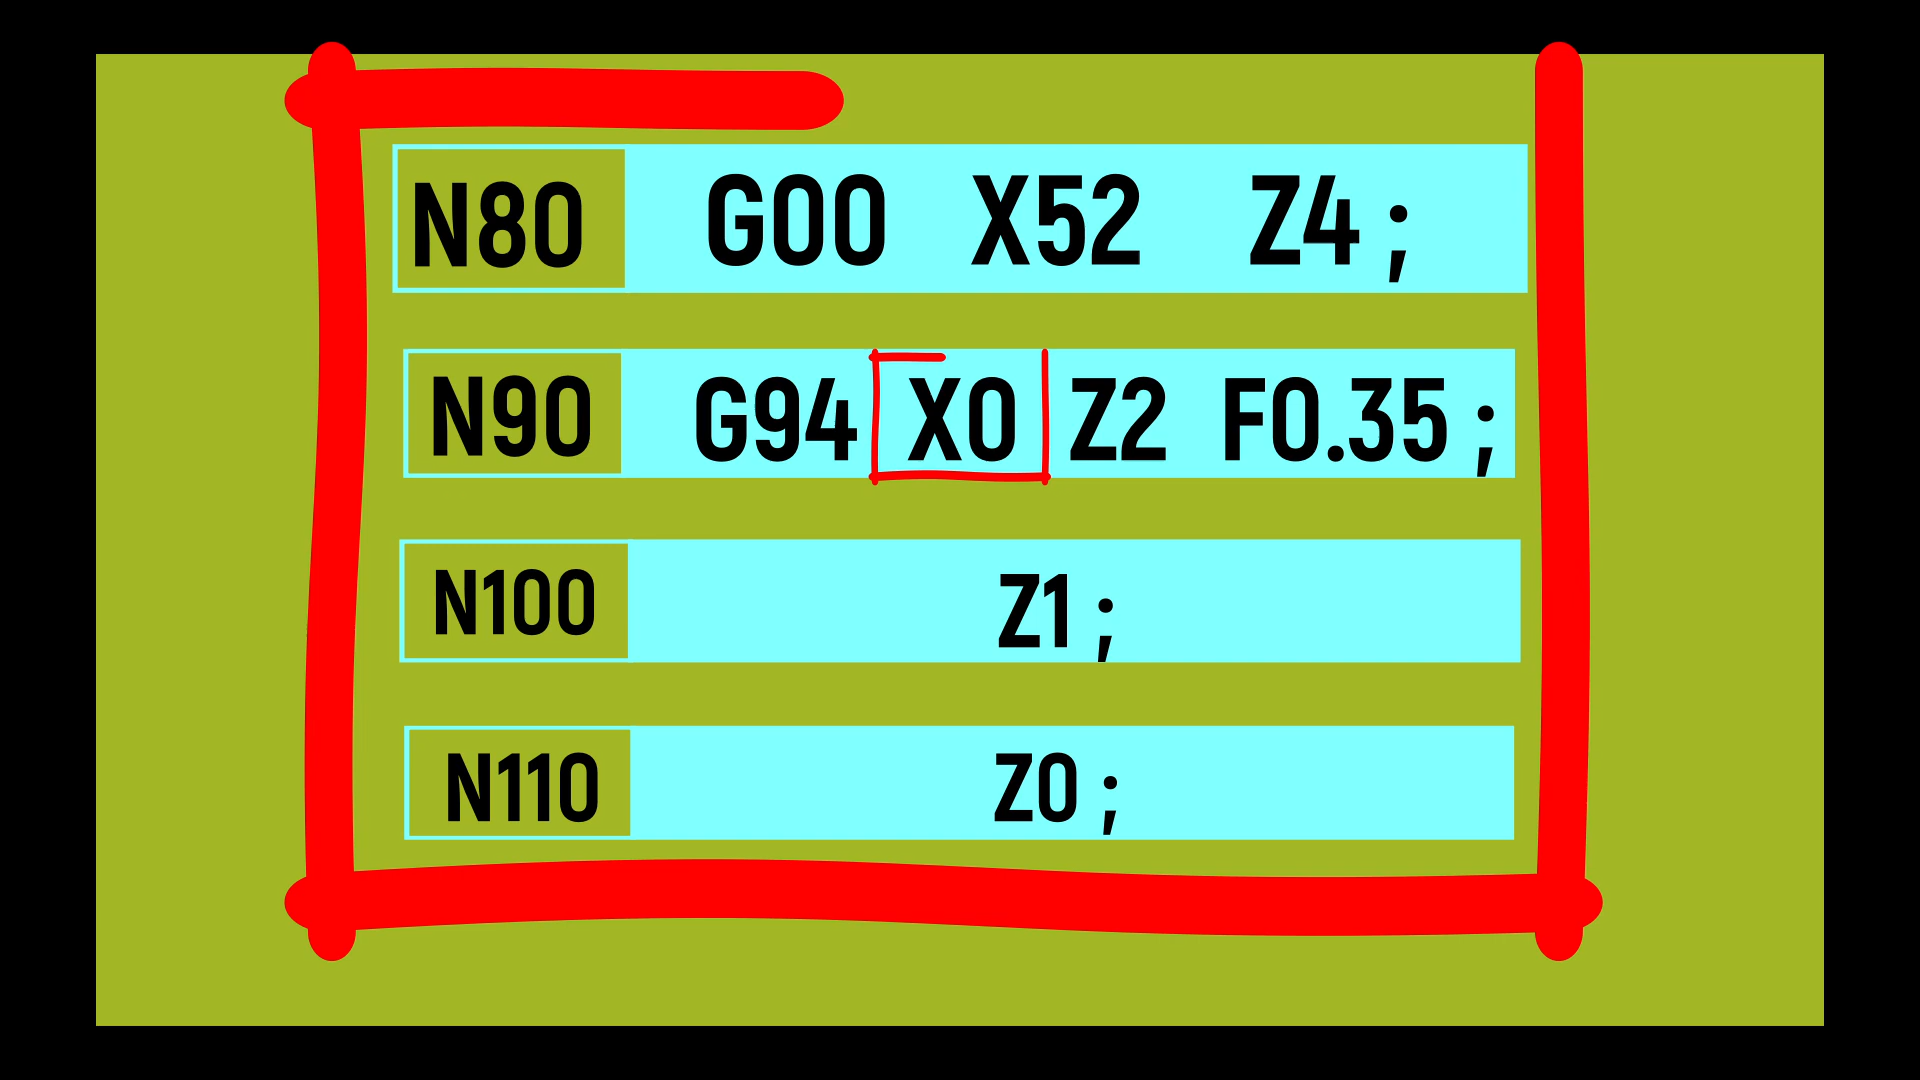 N80 G00 X52 Z4 ;
N90 G94 X0 Z2 F0.35 ;
N100 Z1 ;
N110 Z0 ;